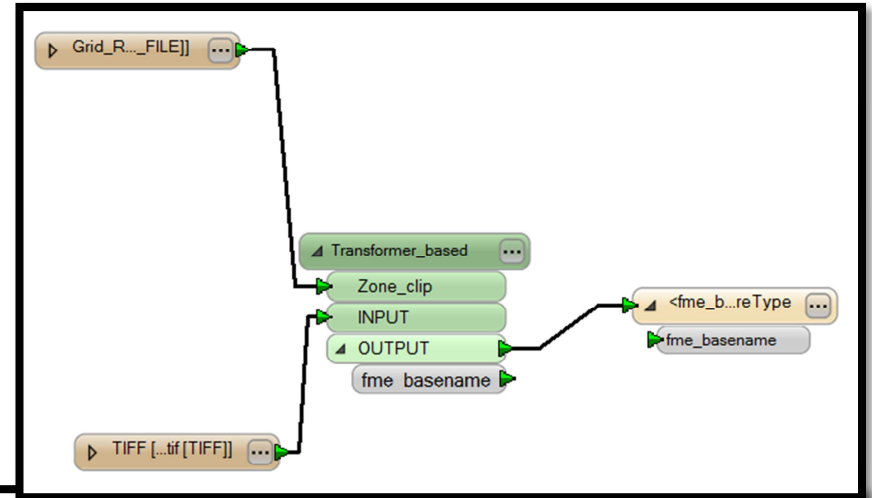 Grid_R..._FILE]]
Transformer_based
Zone_clip
INPUT
OUTPUT
fme_basename
<fme_b...reType
fme_basename
TIFF [...tif [TIFF]]